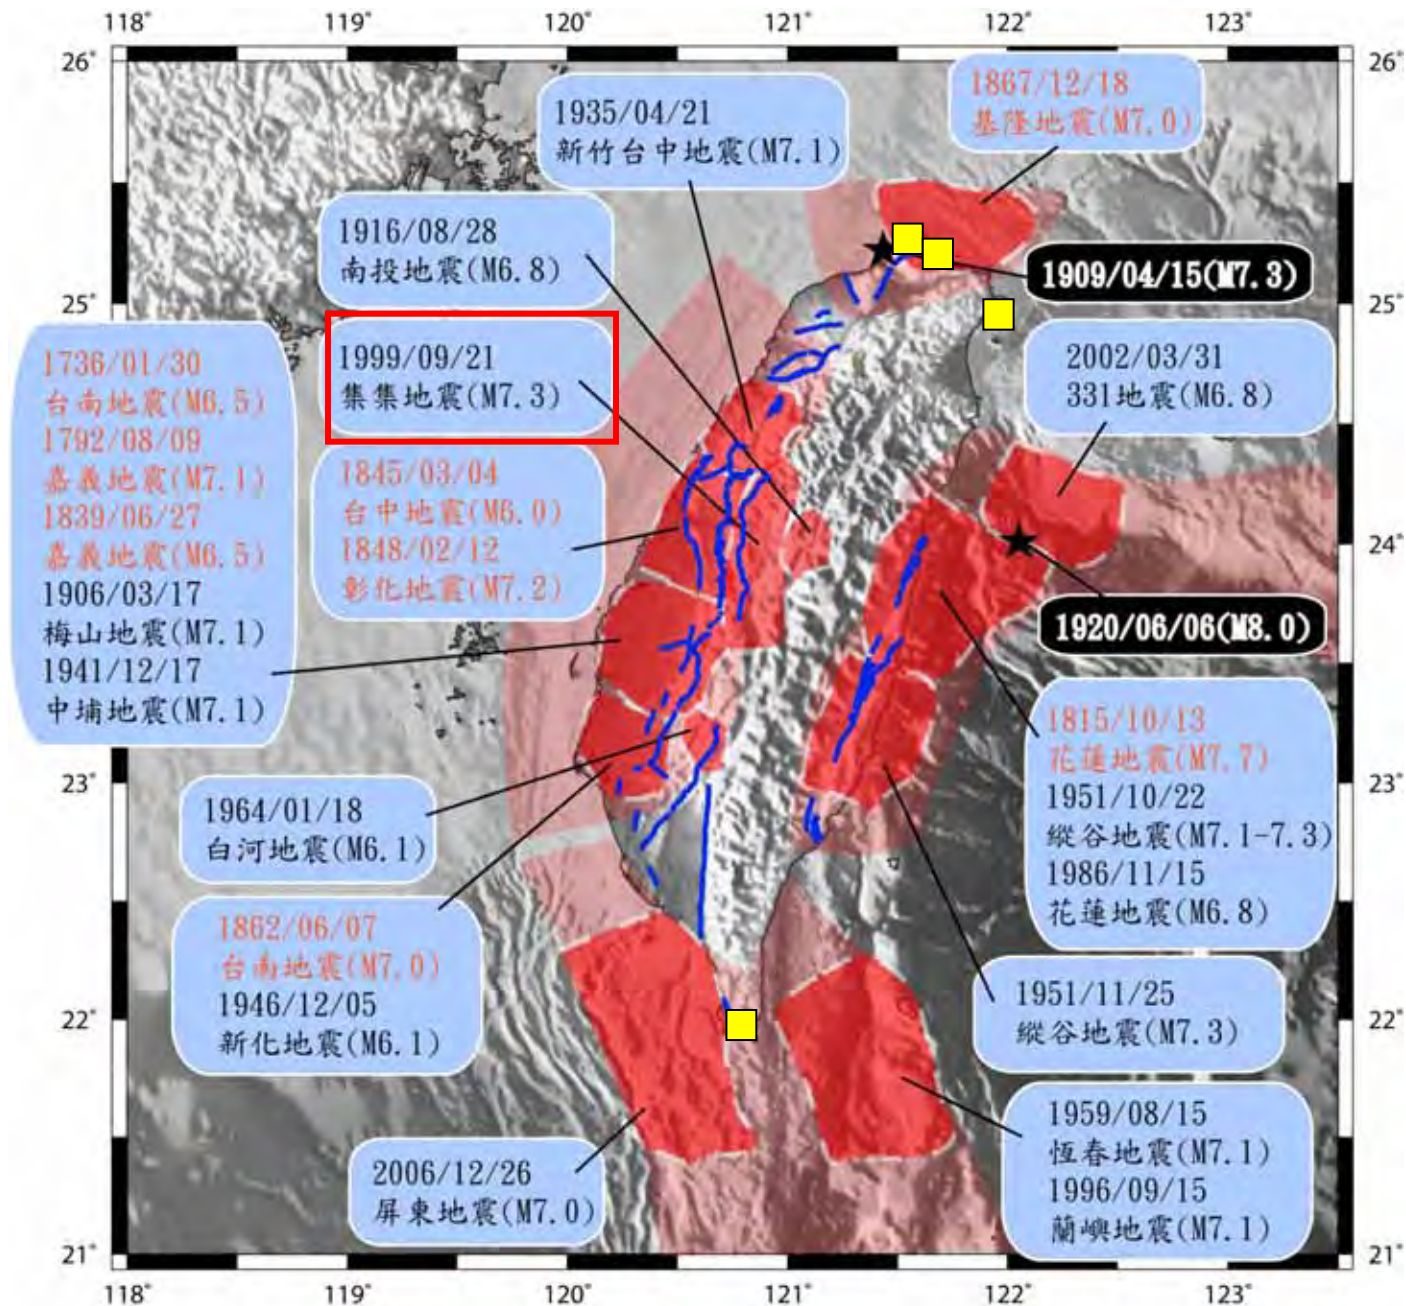 118°
119°
120°
121°
122°
123°
26°
26°
1867/12/18
基隆地震(M7.0)
1935/04/21
新竹台中地震(M7.1)
1916/08/28
南投地震(M6.8)
1909/04/15(M7.3)
25°
25°
1999/09/21
集集地震(M7.3)
2002/03/31
331地震(M6.8)
1736/01/30
台南地震(M6.5)
1792/08/09
嘉義地震(M7.1)
1839/06/27
嘉義地震(M6.5)
1906/03/17
梅山地震(M7.1)
1941/12/17
中埔地震(M7.1)
1845/03/04
台中地震(M6.0)
1848/02/12
彰化地震(M7.2)
24°
1920/06/06(M8.0)
1815/10/13
花蓮地震(M7.7)
1951/10/22
縱谷地震(M7.1-7.3)
1986/11/15
花蓮地震(M6.8)
23°
23°
1964/01/18
白河地震(M6.1)
1862/06/07
台南地震(M7.0)
1946/12/05
新化地震(M6.1)
1951/11/25
縱谷地震(M7.3)
22°
22°
1959/08/15
恆春地震(M7.1)
1996/09/15
蘭嶼地震(M7.1)
2006/12/26
屏東地震(M7.0)
21°
21°
118°
119°
120°
121°
122°
123°